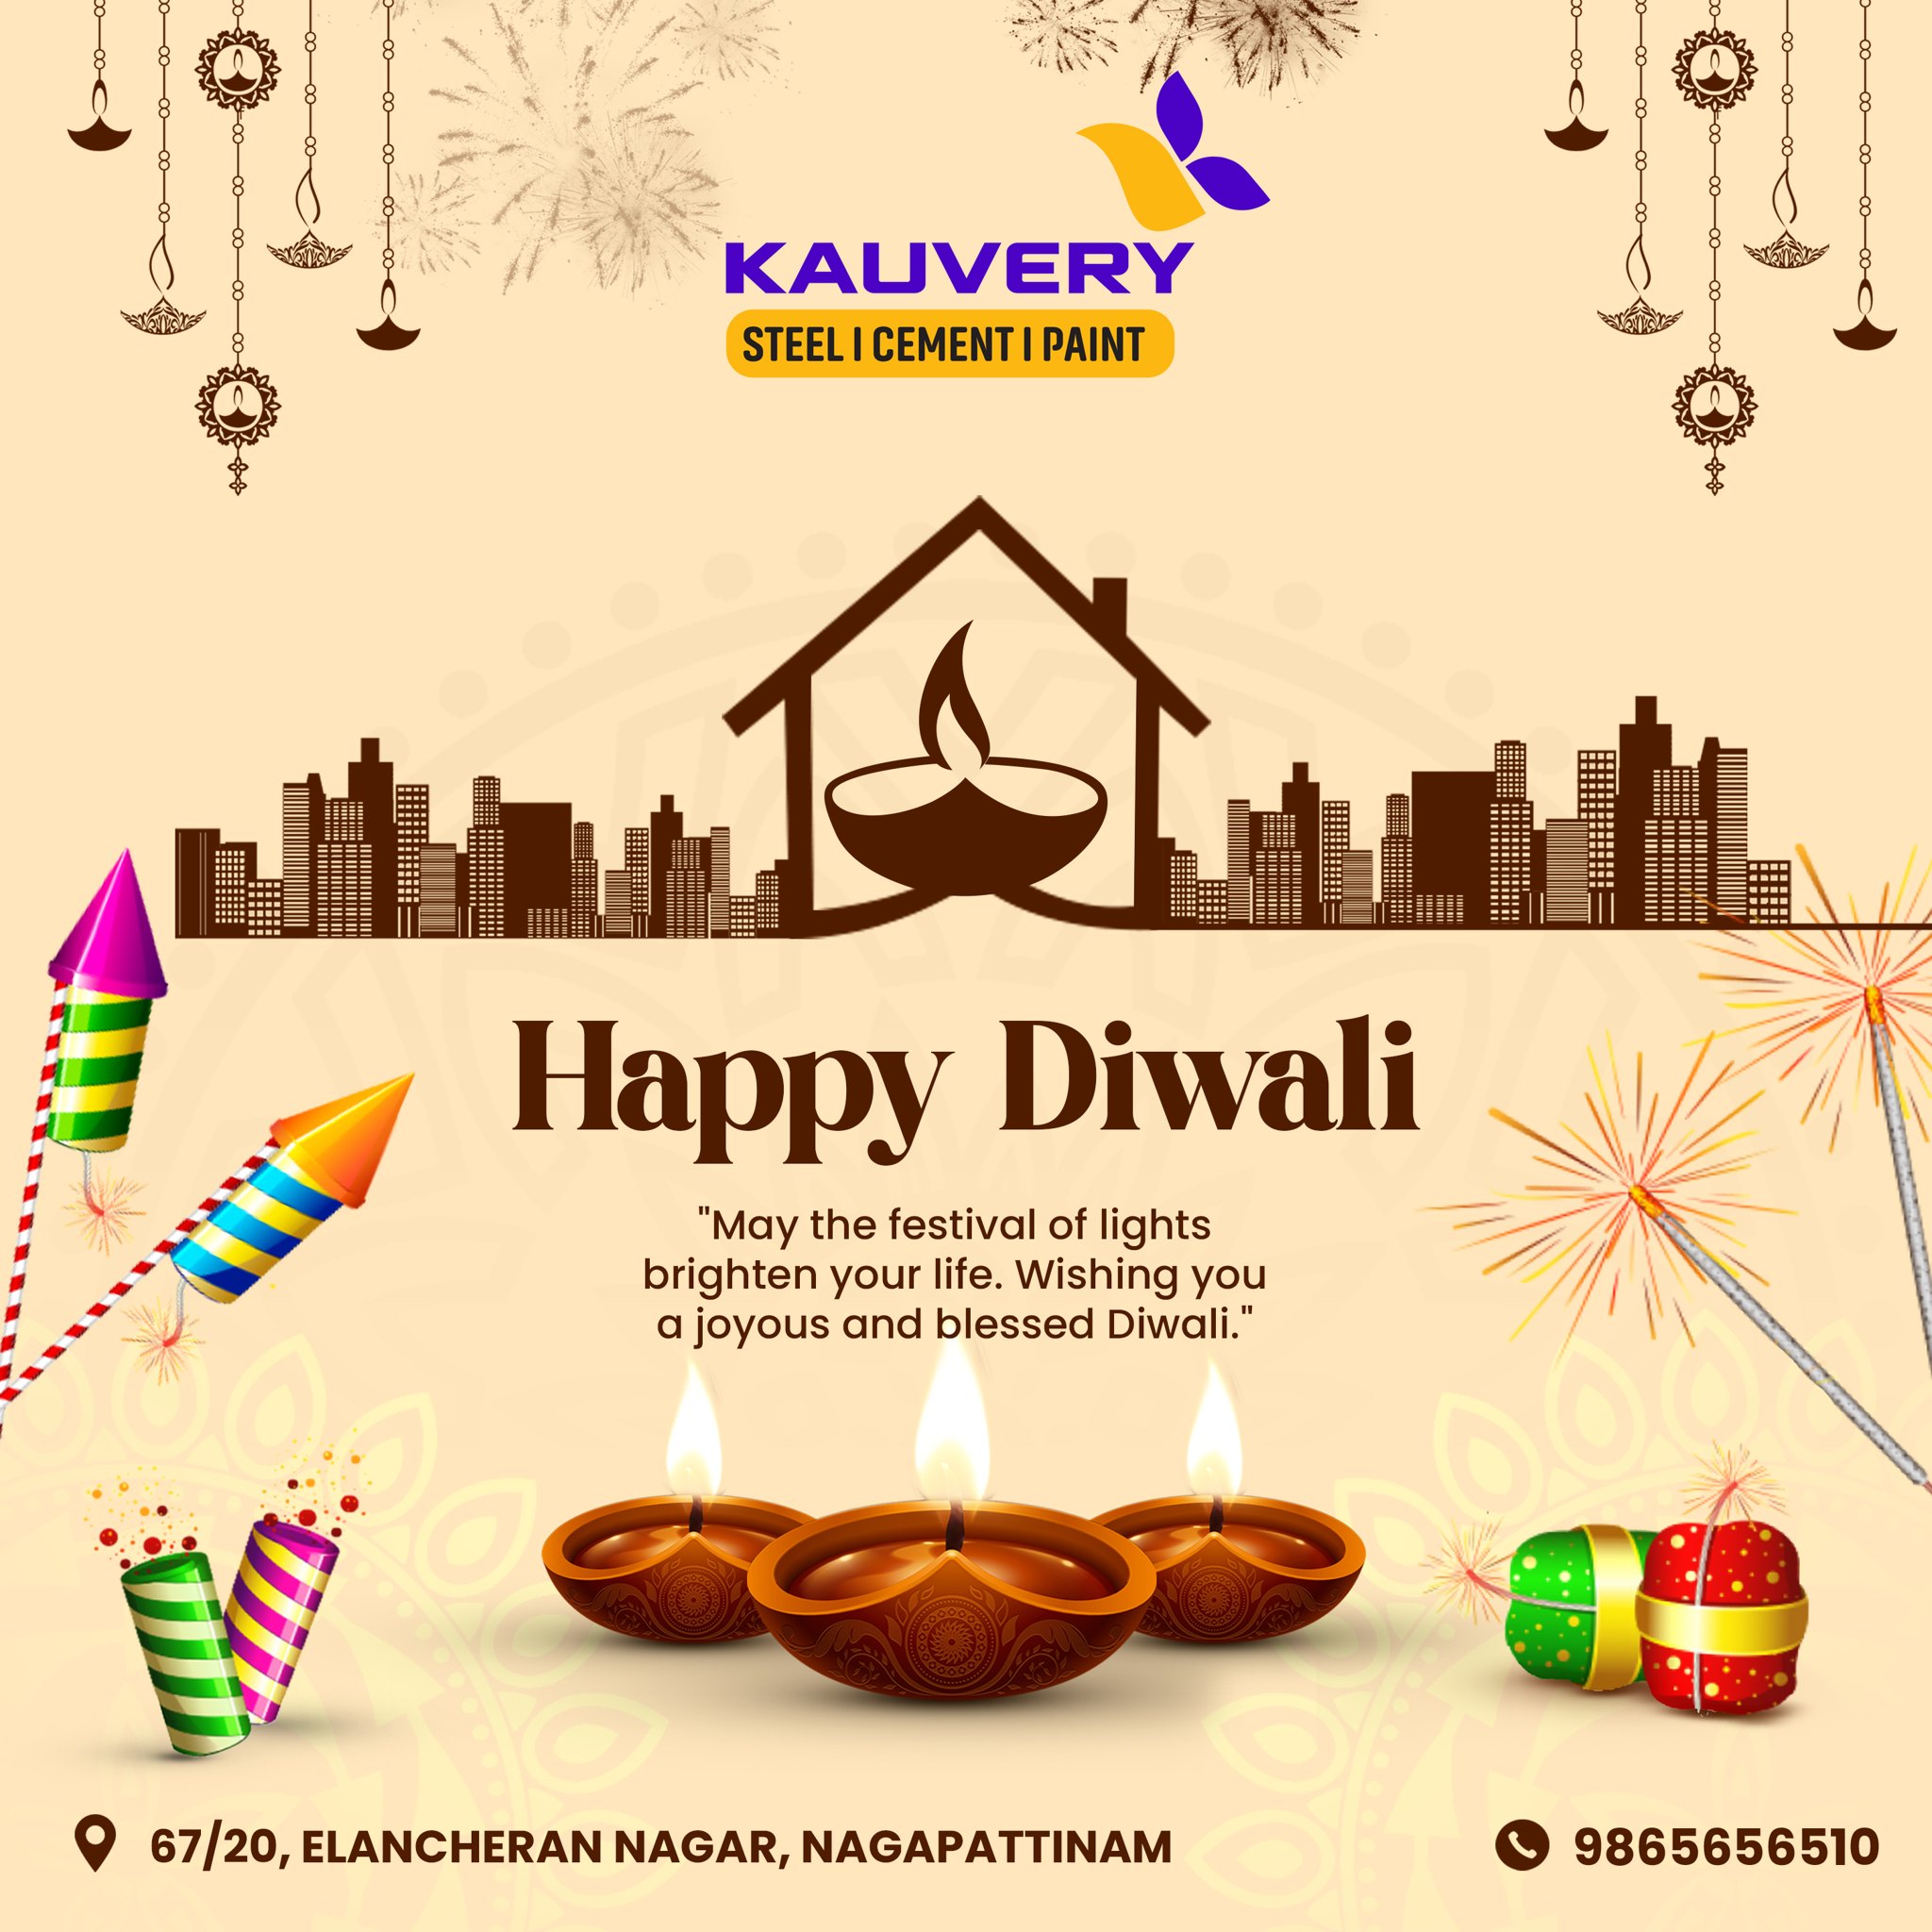 KAUVERY
STEEL I CEMENT I PAINT
Happy Diwali
"May the festival of lights
brighten your life. Wishing you
a joyous and blessed Diwali."
67/20, ELANCHERAN NAGAR, NAGAPATTINAM
9865656510